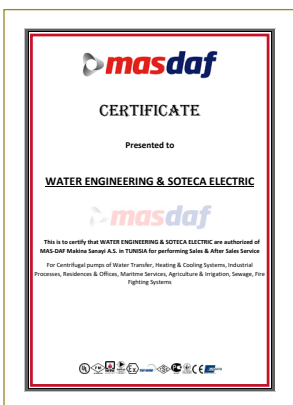 masdaf
CERTIFICATE
Presented to
WATER ENGINEERING & SOTECA ELECTRIC
masdaf
This is to certify that WATER ENGINEERING & SOTECA ELECTRIC are authorized of
MAS-DAF Makina Sanayi A.S. in TUNISIA for performing Sales & After Sales Service
For Centrifugal pumps of Water Transfer, Heating & Cooling Systems, Industrial
Processes, Residences & Offices, Maritme Services, Agriculture & Irrigation, Sewage, Fire
Fighting Systems